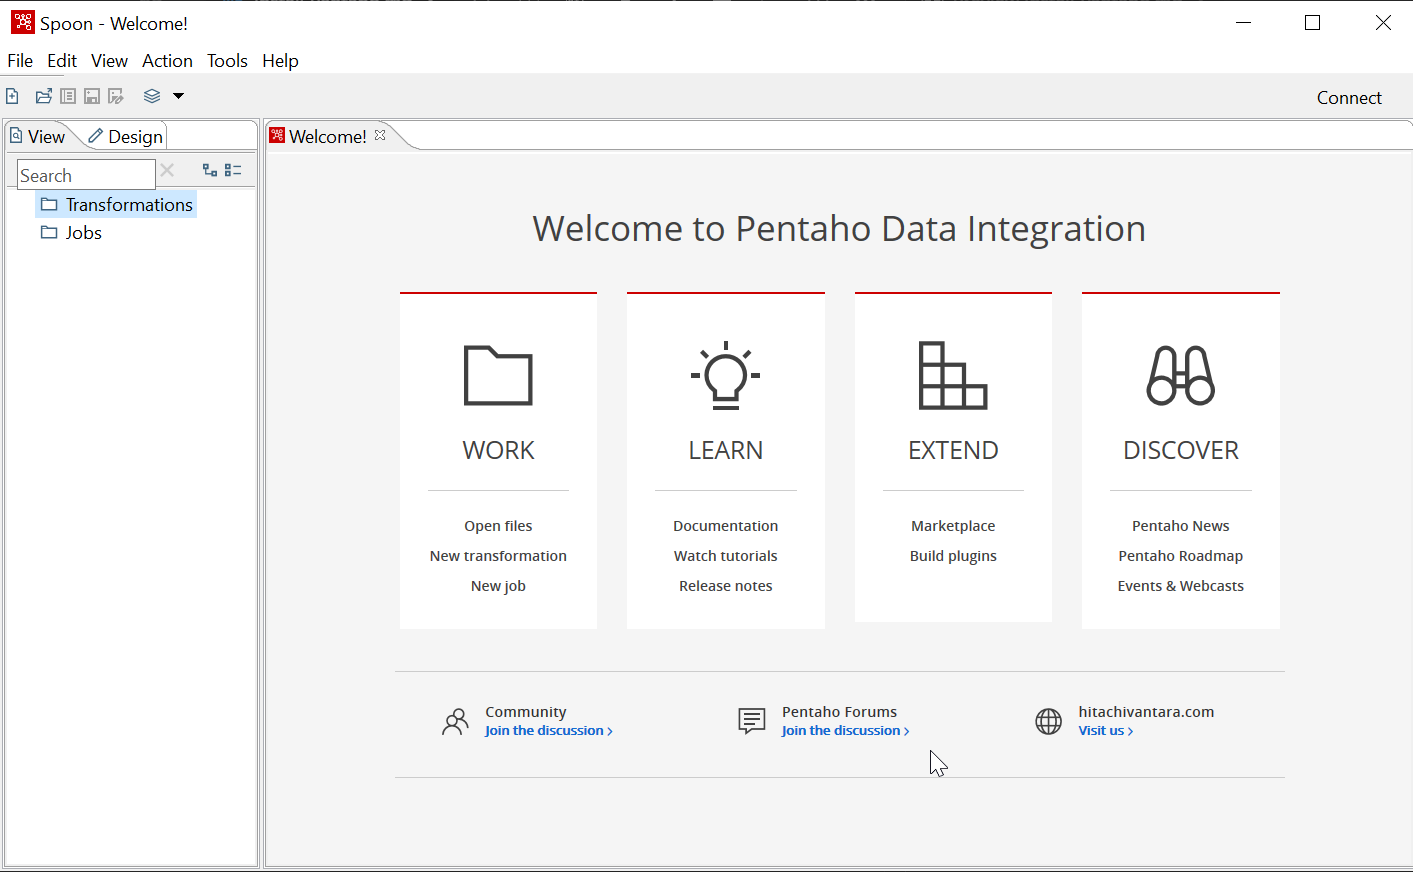 Spoon - Welcome!
File Edit View Action Tools Help
Connect
View Design
Welcome!
Search
Transformations
Jobs
Welcome to Pentaho Data Integration
WORK
Open files
New transformation
New job
LEARN
Documentation
Watch tutorials
Release notes
EXTEND
Marketplace
Build plugins
DISCOVER
Pentaho News
Pentaho Roadmap
Events & Webcasts
Community
Join the discussion ›
Pentaho Forums
Join the discussion ›
hitachivantara.com
Visit us ›